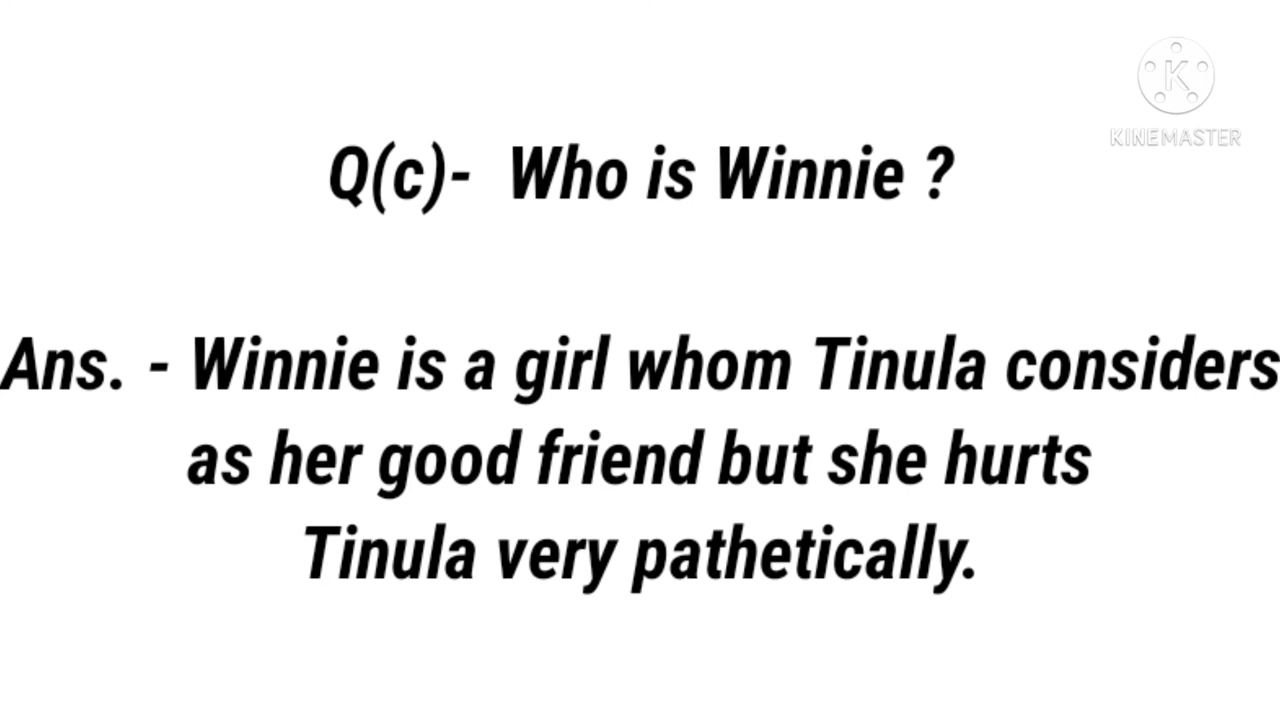 KINEMASTER
Q(c)- Who is Winnie ?
Ans. - Winnie is a girl whom Tinula considers
as her good friend but she hurts
Tinula very pathetically.